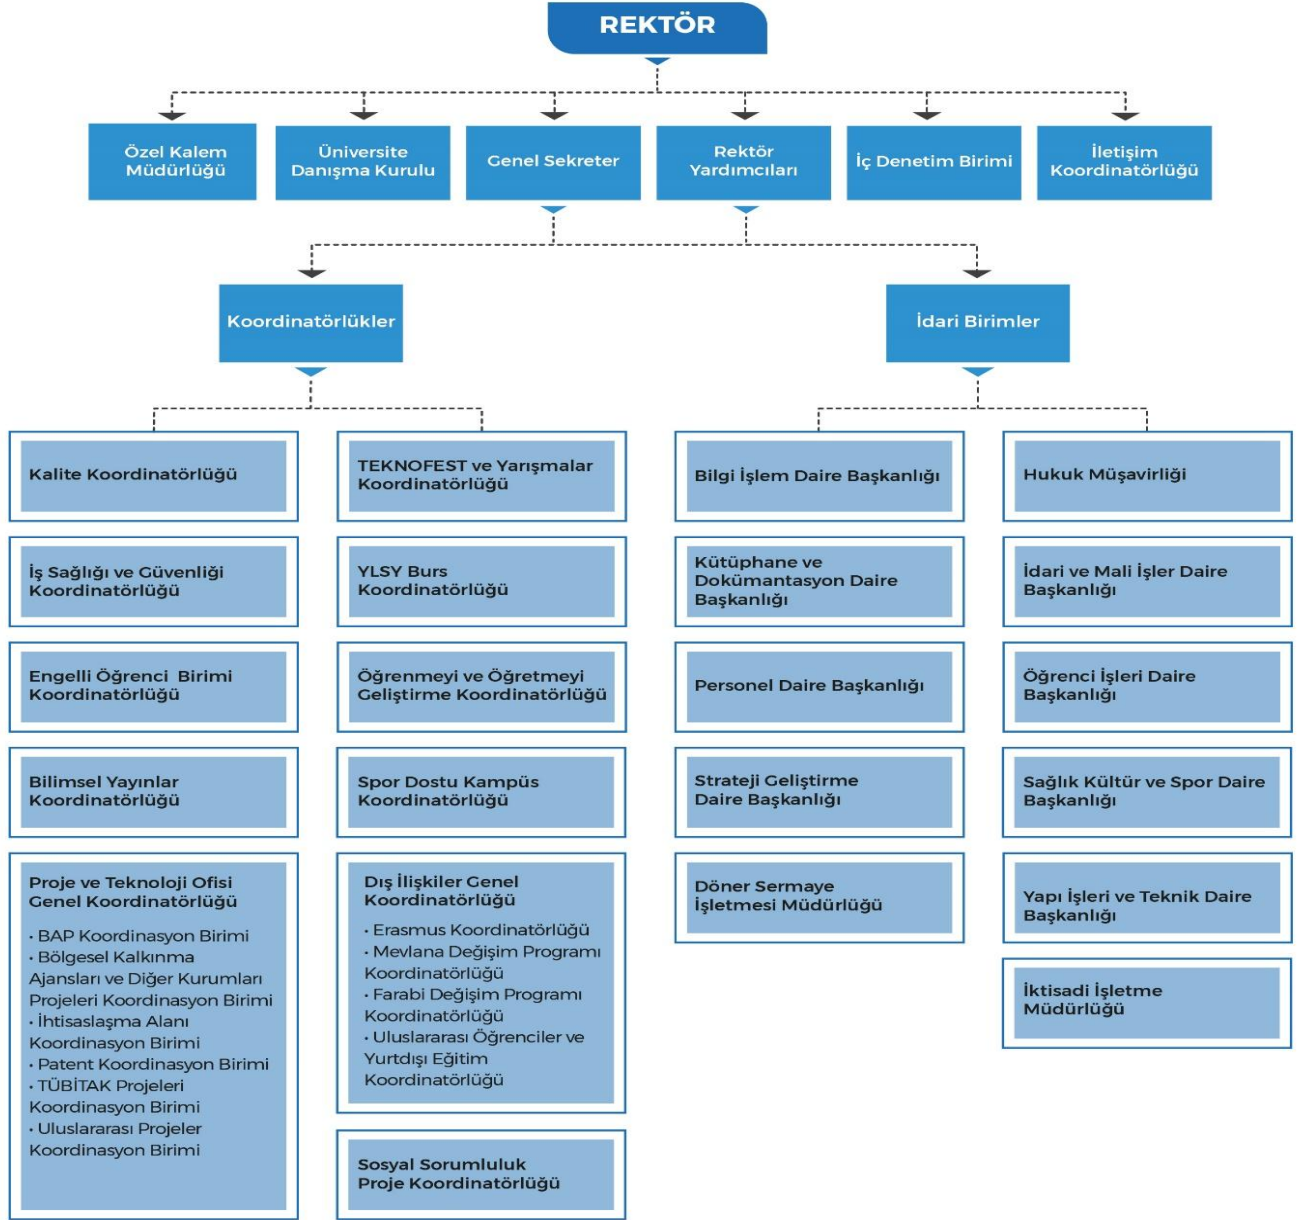 REKTÖR
Özel Kalem
Müdürlüğü
Üniversite
Danışma Kurulu
Genel Sekreter
Rektör
Yardımcıları
İç Denetim Birimi
İletişim
Koordinatörlüğü
Koordinatörlükler
İdari Birimler
Kalite Koordinatörlüğü
İş Sağlığı ve Güvenliği
Koordinatörlüğü
Engelli Öğrenci Birimi
Koordinatörlüğü
Bilimsel Yayınlar
Koordinatörlüğü
Proje ve Teknoloji Ofisi
Genel Koordinatörlüğü
• BAP Koordinasyon Birimi
• Bölgesel Kalkınma
Ajansları ve Diğer Kurumları
Projeleri Koordinasyon Birimi
• İhtisaslaşma Alanı
Koordinasyon Birimi
• Patent Koordinasyon Birimi
• TÜBİTAK Projeleri
Koordinasyon Birimi
• Uluslararası Projeler
Koordinasyon Birimi
TEKNOFEST ve Yarışmalar
Koordinatörlüğü
YLSY Burs
Koordinatörlüğü
Öğrenmeyi ve Öğretmeyi
Geliştirme Koordinatörlüğü
Spor Dostu Kampüs
Koordinatörlüğü
Dış İlişkiler Genel
Koordinatörlüğü
• Erasmus Koordinatörlüğü
• Mevlana Değişim Programı
Koordinatörlüğü
• Farabi Değişim Programı
Koordinatörlüğü
• Uluslararası Öğrenciler ve
Yurtdışı Eğitim
Koordinatörlüğü
Sosyal Sorumluluk
Proje Koordinatörlüğü
Bilgi İşlem Daire Başkanlığı
Kütüphane ve
Dokümantasyon Daire
Başkanlığı
Personel Daire Başkanlığı
Strateji Geliştirme
Daire Başkanlığı
Döner Sermaye
İşletmesi Müdürlüğü
Hukuk Müşavirliği
İdari ve Mali İşler Daire
Başkanlığı
Öğrenci İşleri Daire
Başkanlığı
Sağlık Kültür ve Spor Daire
Başkanlığı
Yapı İşleri ve Teknik Daire
Başkanlığı
İktisadi İşletme
Müdürlüğü